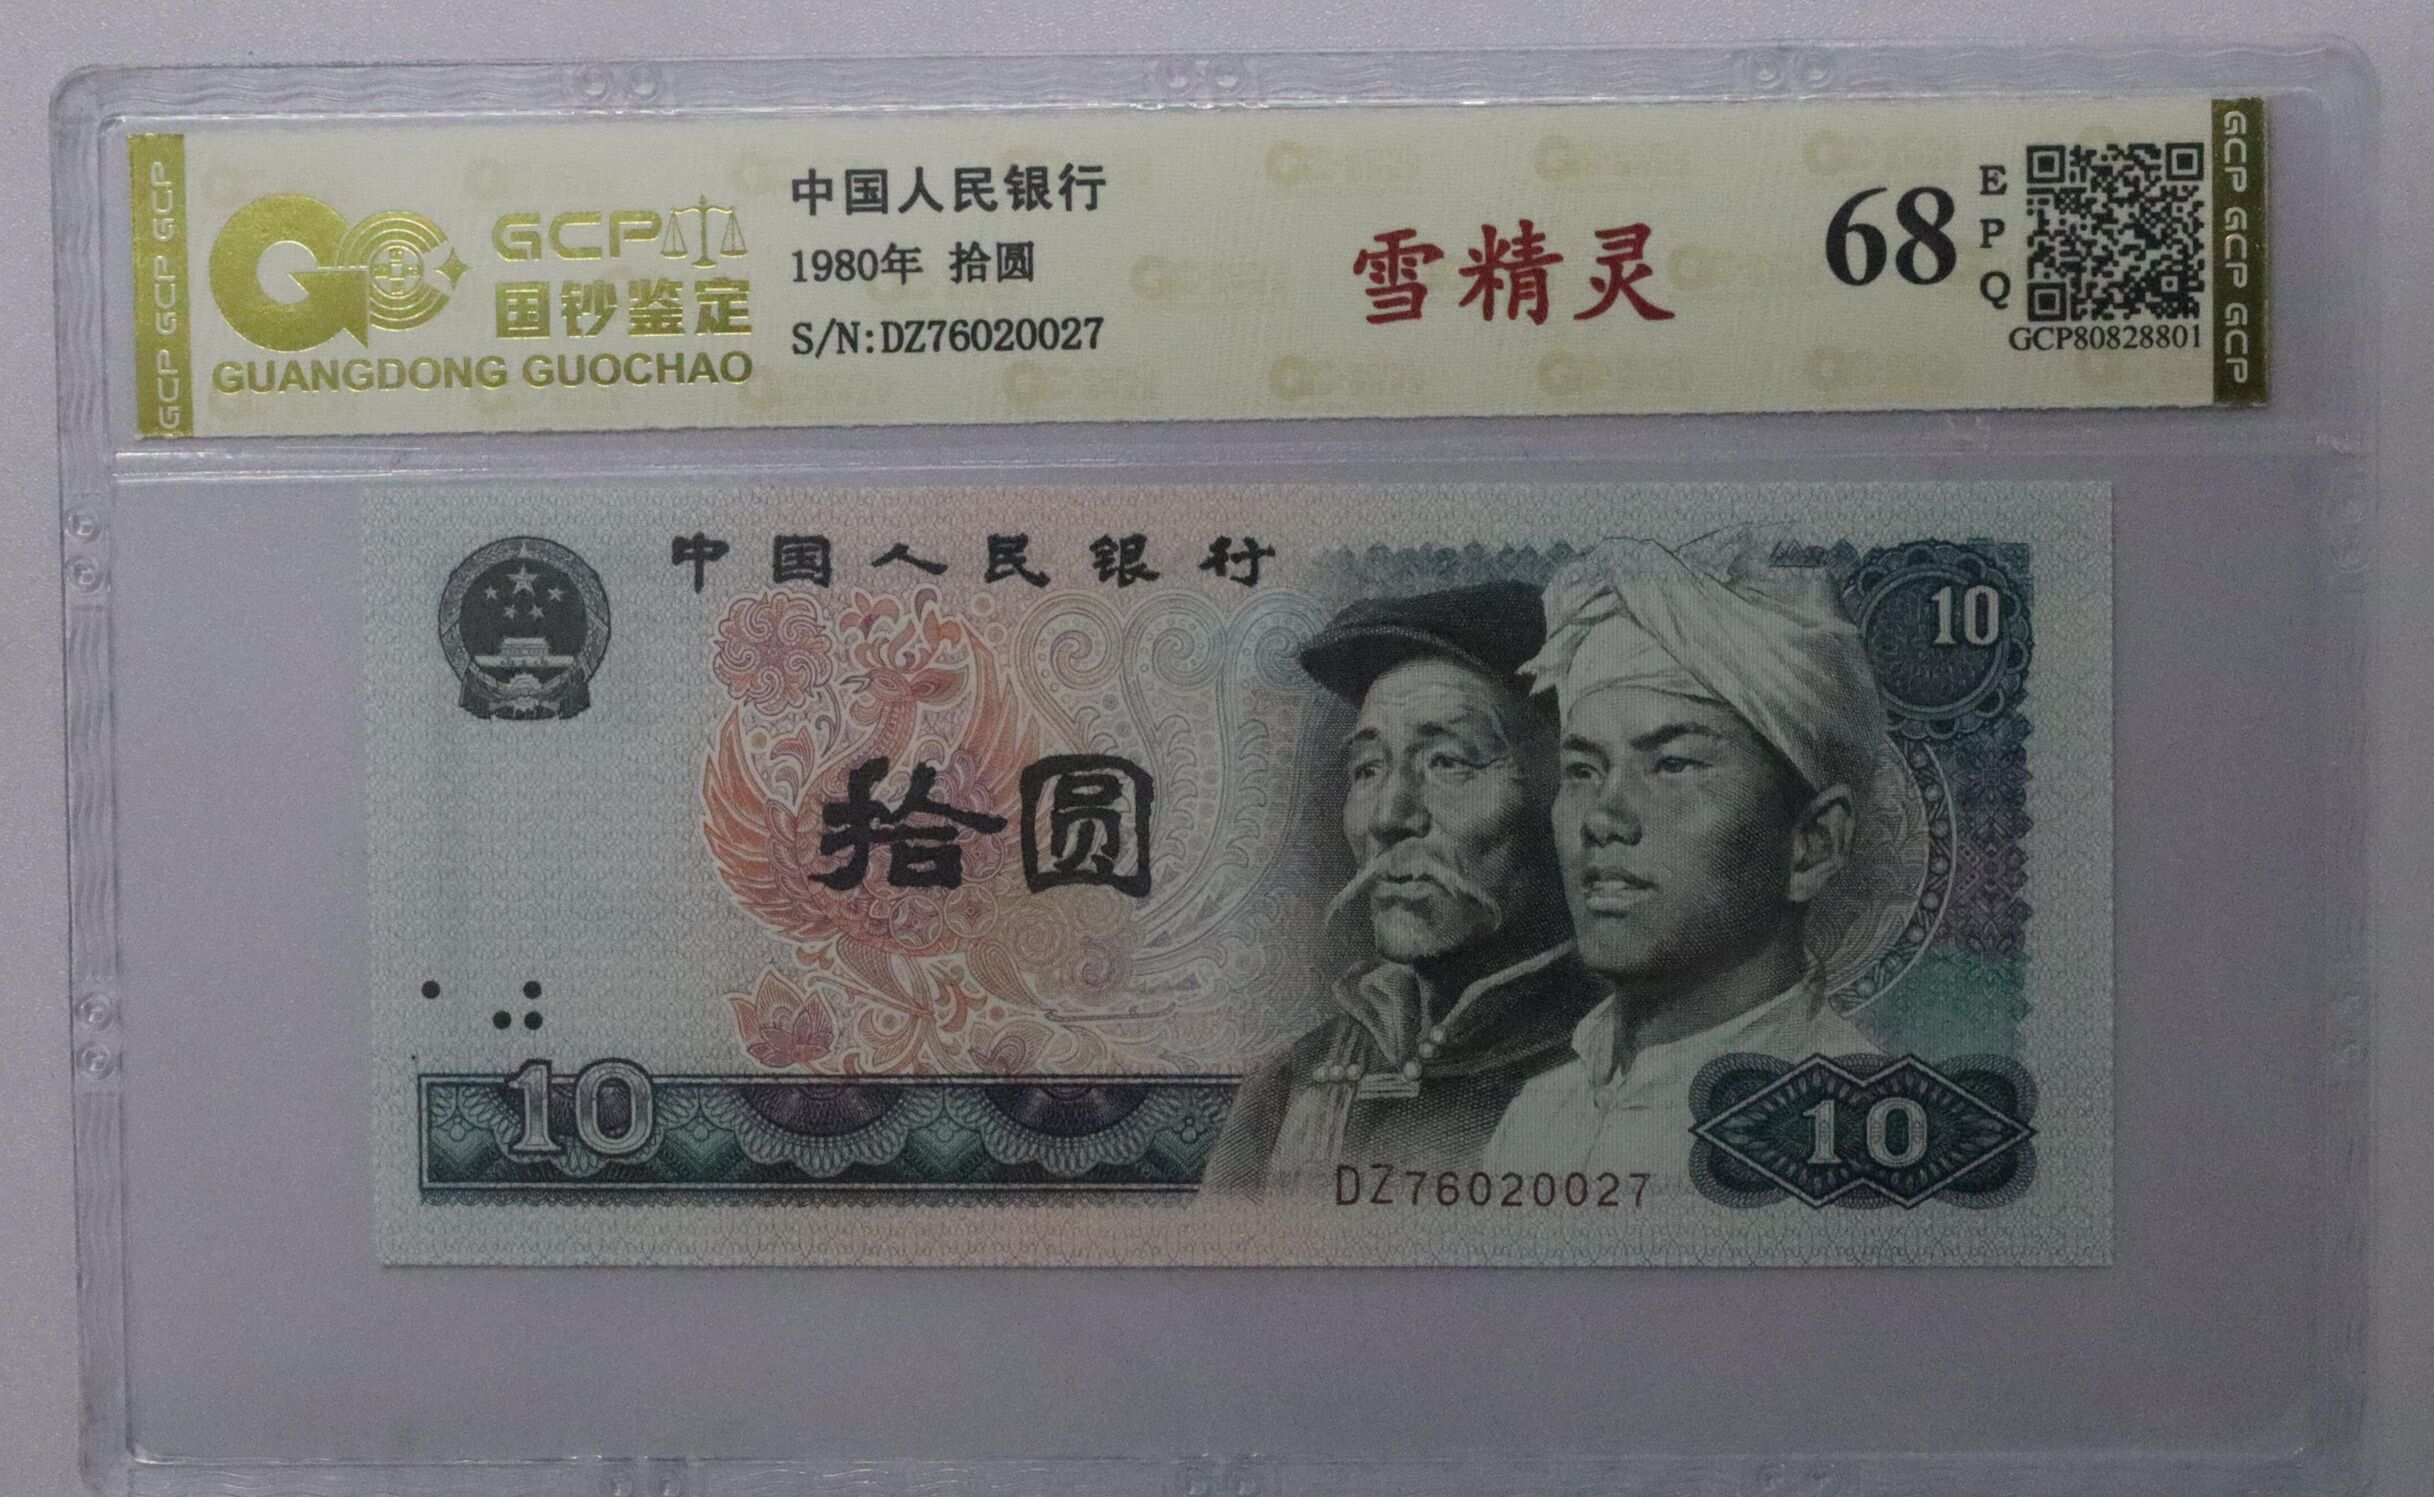 GCP GCP GCP
GCP
国钞鉴定
GUANGDONG GUOCHAO
中国人民银行
1980年 拾圆
S/N:DZ76020027
雪精灵
68
E
P
Q
GCP80828801
GCP GCP GCP
中国人民银行
10
拾圆
10
10
DZ76020027